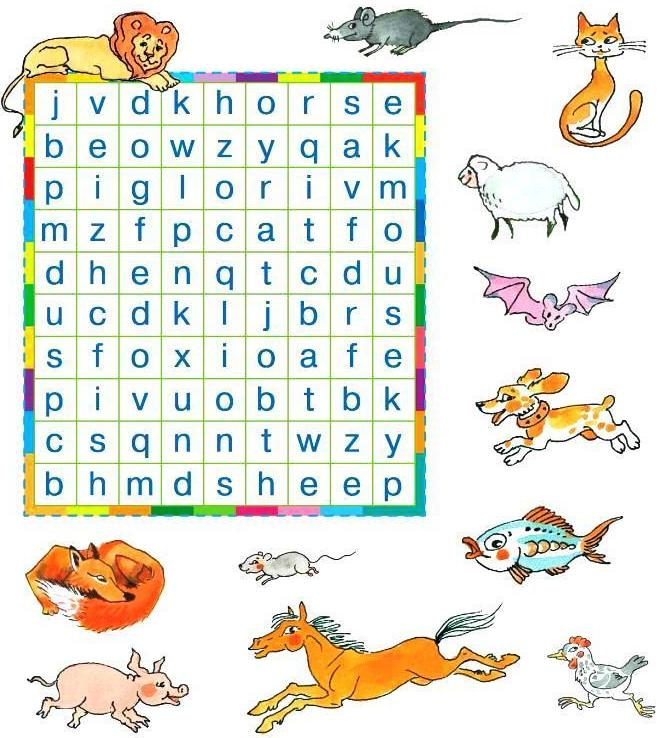 j v d k h o r s e
b e o w z y q a k
p i g l o r i v m
m z f p c a t f o
d h e n q t c d u
u c d k l j b r s
s f o x i o a f e
p i v u o b t b k
c s q n n t w z y
b h m d s h e e p